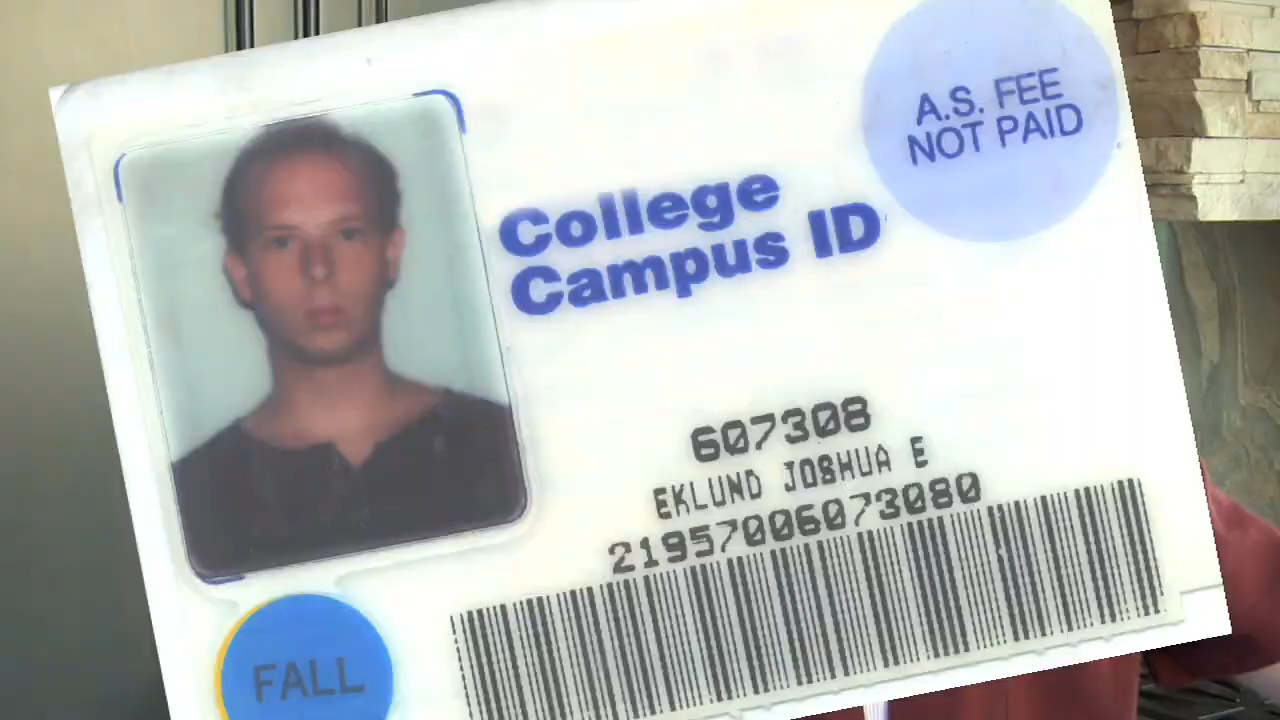 A.S. FEE
NOT PAID
College
Campus ID
607308
EKLUND JOSHUA E
21957006073080
FALL